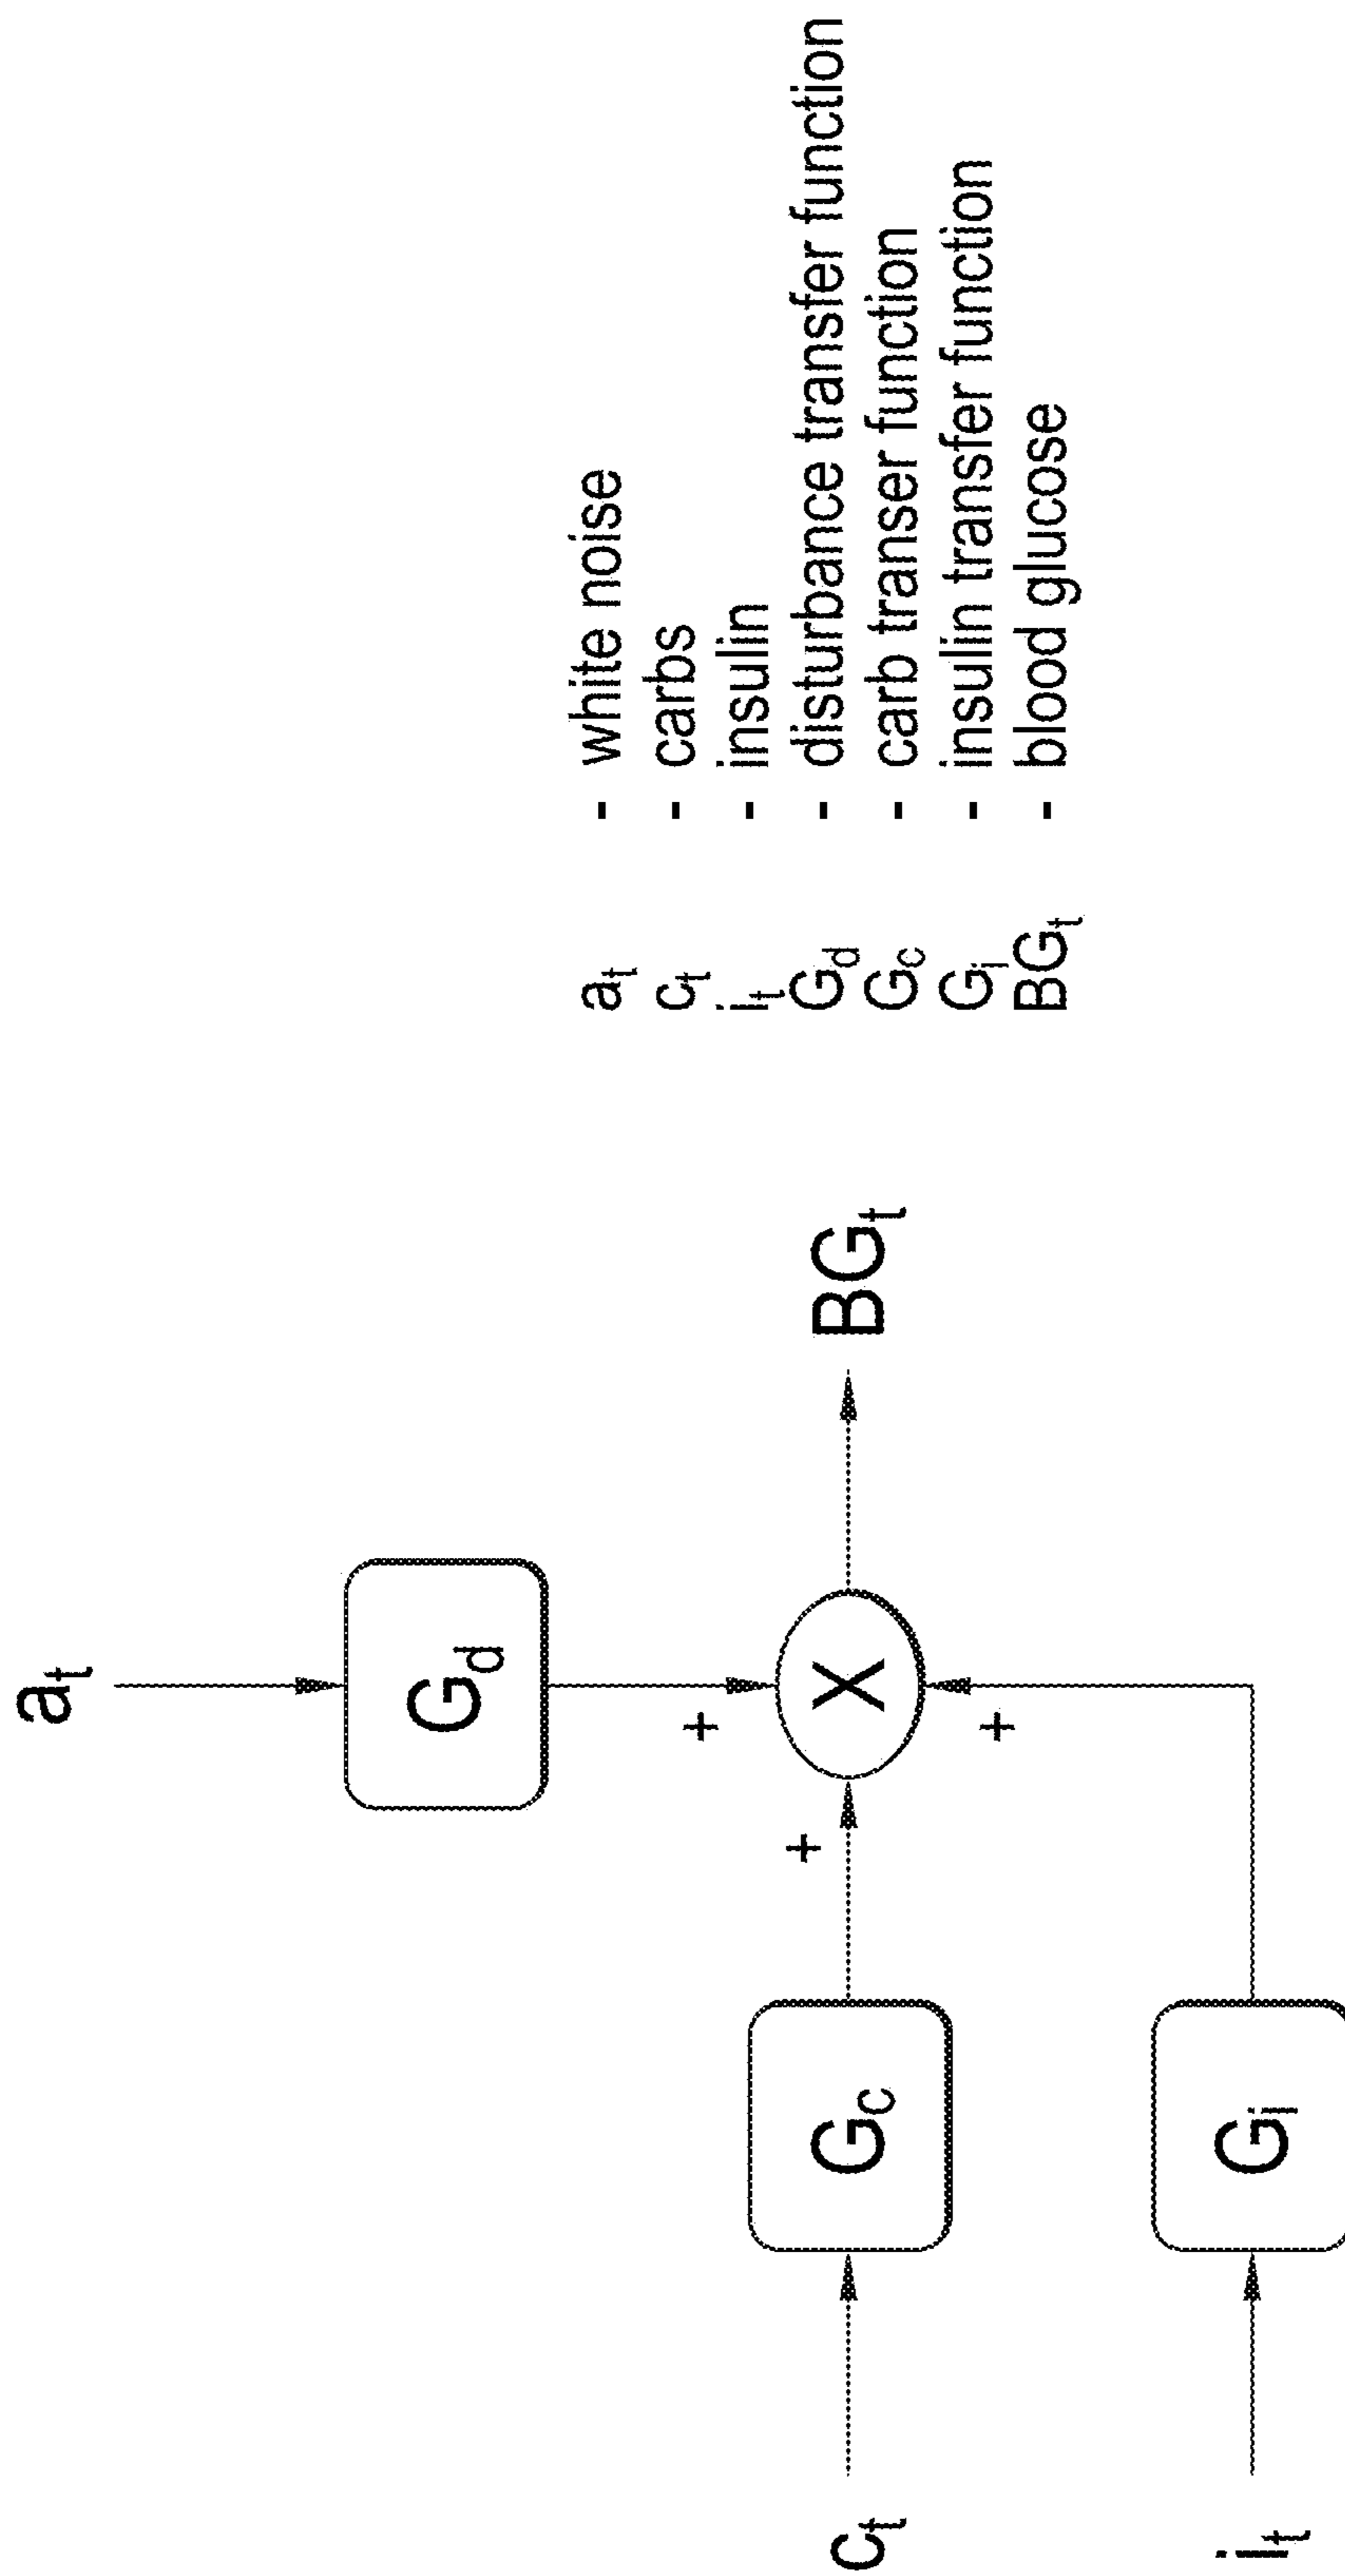 a_t
G_d
+
c_t
G_c
+
X
BG_t
+
i_t
G_i
a_t - white noise
c_t - carbs
i_t - insulin
G_d - disturbance transfer function
G_c - carb transer function
G_i - insulin transfer function
BG_t - blood glucose